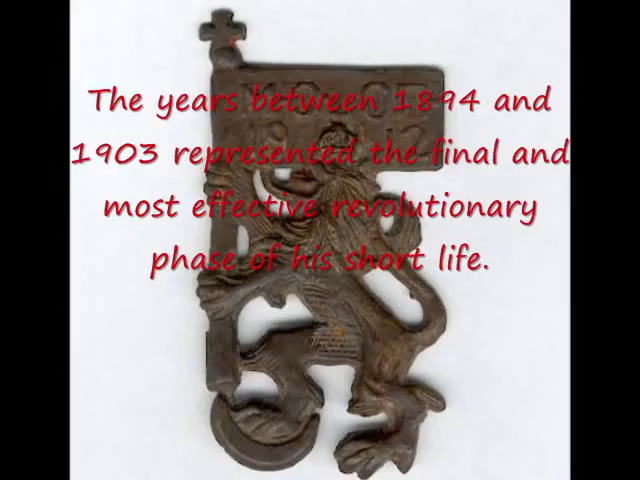 The years between 1894 and
1903 represented the final and
most effective revolutionary
phase of his short life.